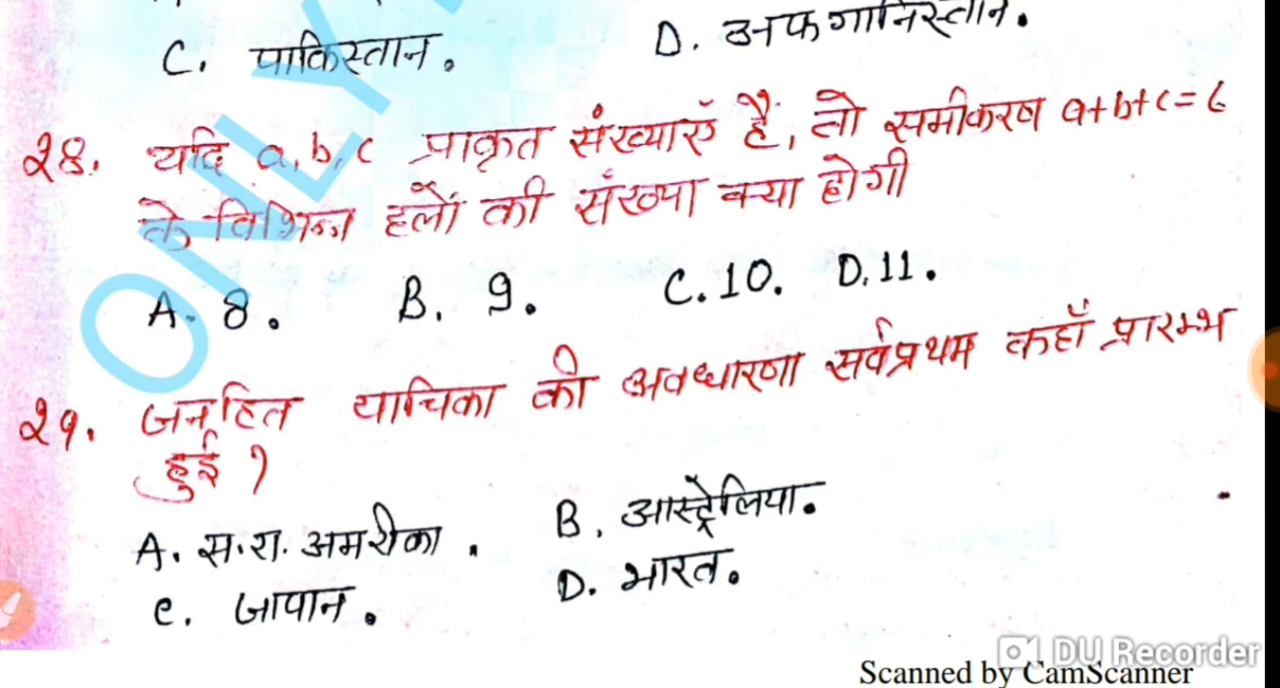 C. पाकिस्तान. D. अफगानिस्तान.
28. यदि a, b, c प्राकृत संख्याएँ हैं, तो समीकरण a+b+c=6
के विभिन्न हलों की संख्या क्या होगी
A. 8. B. 9. C. 10. D. 11.
29. जनहित याचिका की अवधारणा सर्वप्रथम कहाँ प्रारम्भ
हुई ?
A. स.रा. अमरीका. B. आस्ट्रेलिया.
C. जापान. D. भारत.
ONLY
DU Recorder
Scanned by CamScanner